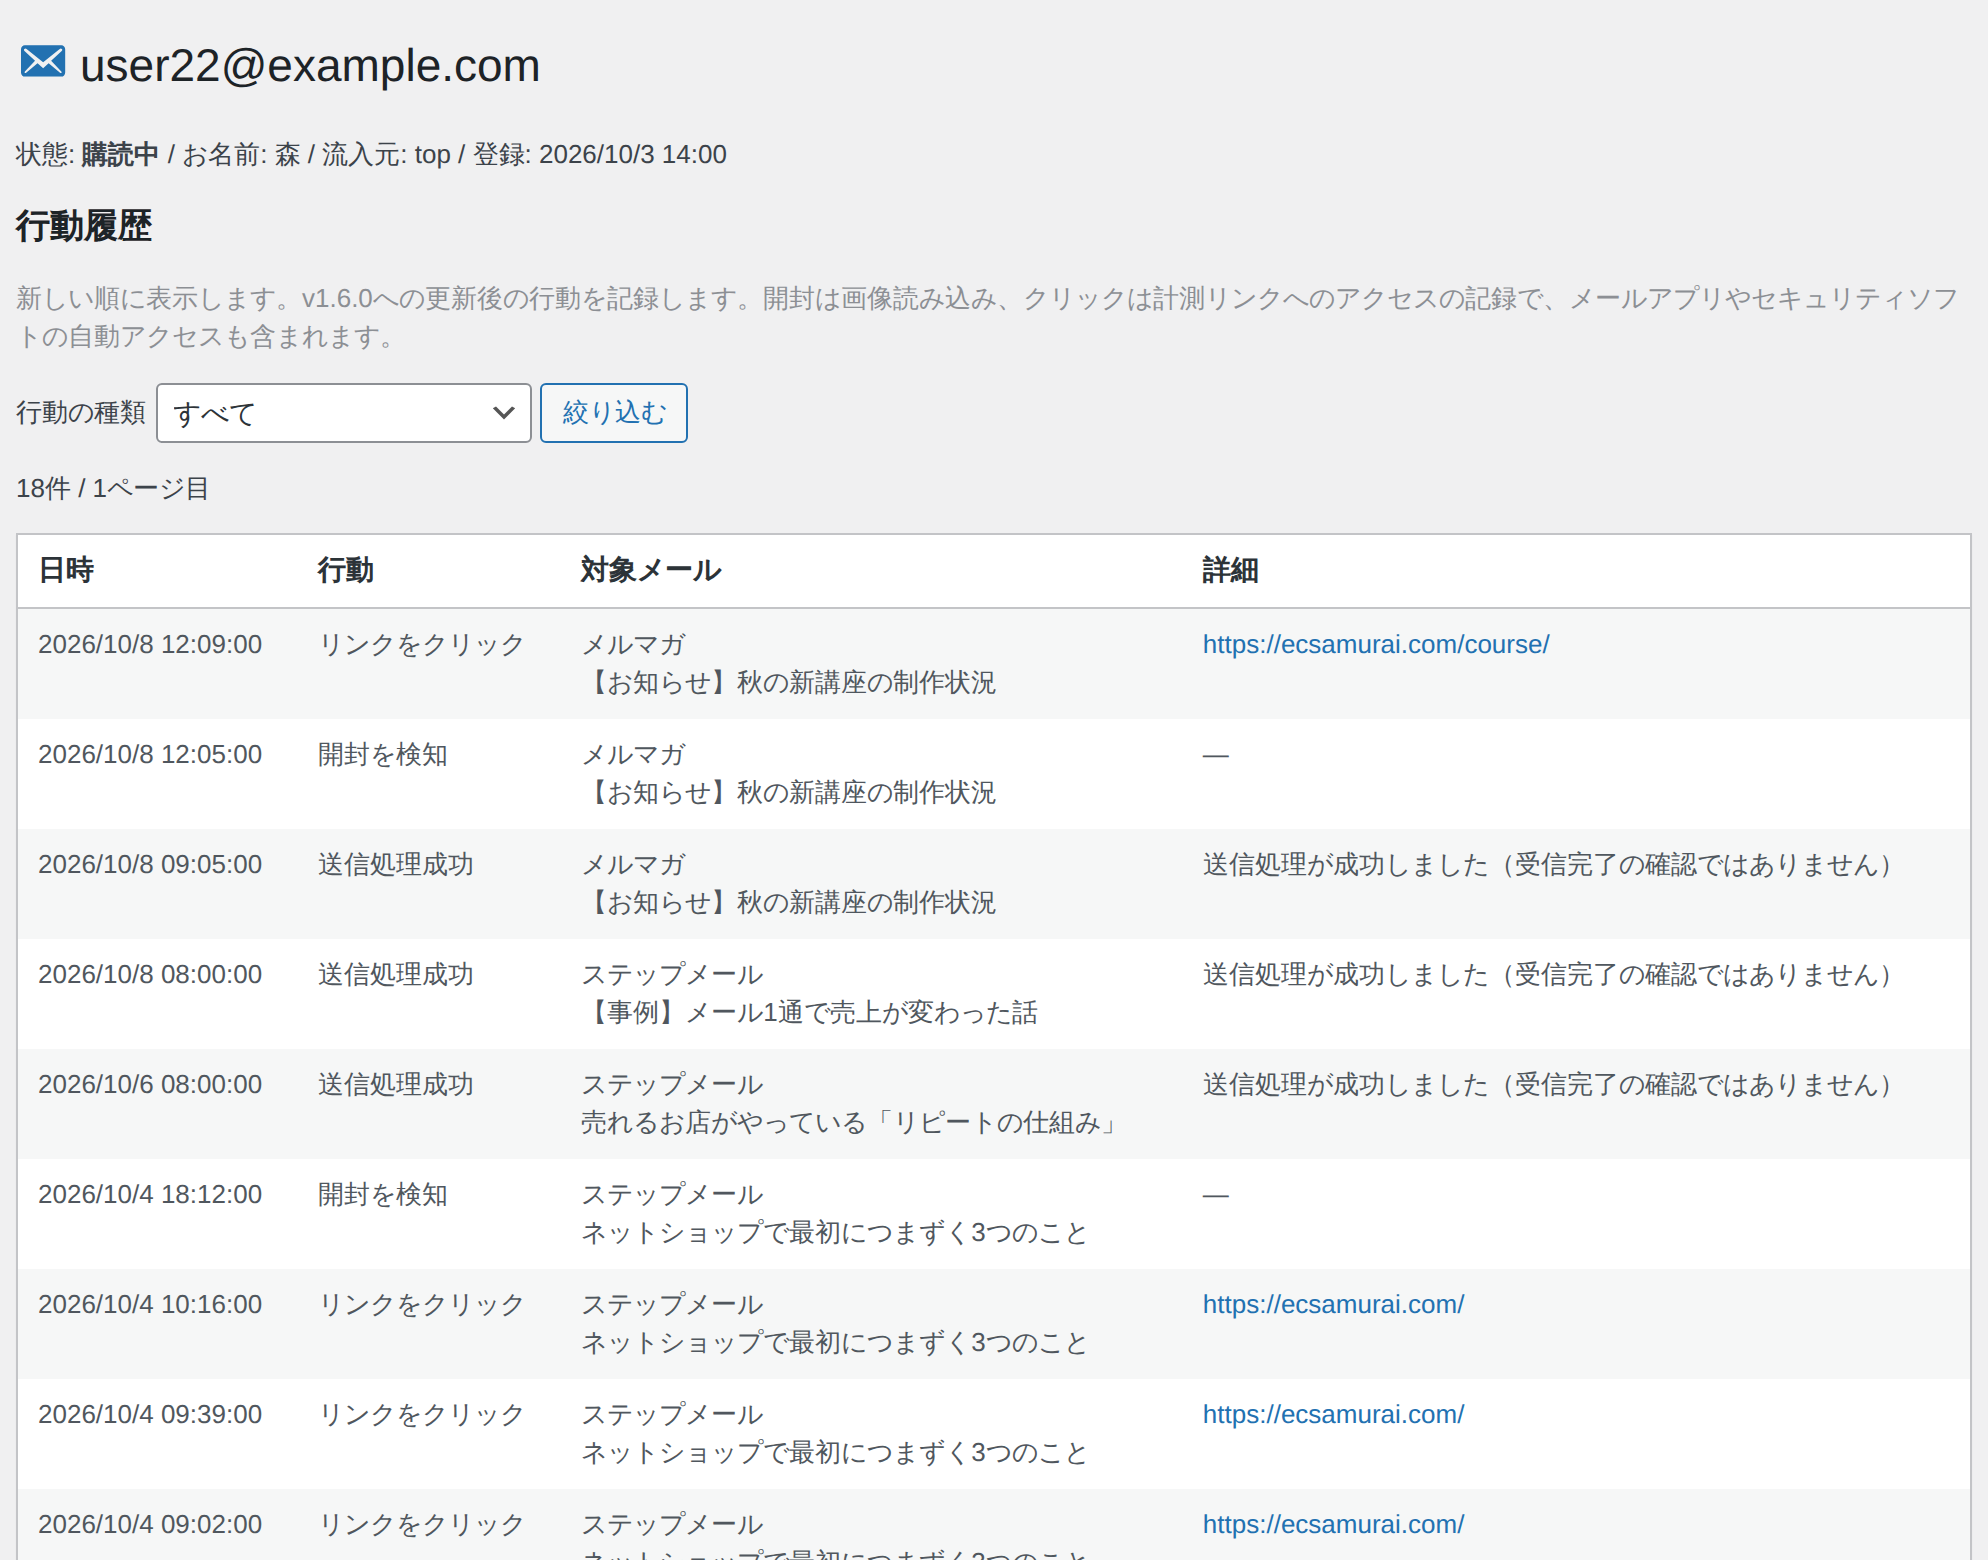 user22@example.com
状態: 購読中 / お名前: 森 / 流入元: top / 登録: 2026/10/3 14:00
行動履歴
新しい順に表示します。v1.6.0への更新後の行動を記録します。開封は画像読み込み、クリックは計測リンクへのアクセスの記録で、メールアプリやセキュリティソフ
トの自動アクセスも含まれます。
行動の種類 すべて 絞り込む
18件 / 1ページ目
日時 行動 対象メール 詳細
2026/10/8 12:09:00 リンクをクリック メルマガ https://ecsamurai.com/course/
【お知らせ】秋の新講座の制作状況
2026/10/8 12:05:00 開封を検知 メルマガ —
【お知らせ】秋の新講座の制作状況
2026/10/8 09:05:00 送信処理成功 メルマガ 送信処理が成功しました（受信完了の確認ではありません）
【お知らせ】秋の新講座の制作状況
2026/10/8 08:00:00 送信処理成功 ステップメール 送信処理が成功しました（受信完了の確認ではありません）
【事例】メール1通で売上が変わった話
2026/10/6 08:00:00 送信処理成功 ステップメール 送信処理が成功しました（受信完了の確認ではありません）
売れるお店がやっている「リピートの仕組み」
2026/10/4 18:12:00 開封を検知 ステップメール —
ネットショップで最初につまずく3つのこと
2026/10/4 10:16:00 リンクをクリック ステップメール https://ecsamurai.com/
ネットショップで最初につまずく3つのこと
2026/10/4 09:39:00 リンクをクリック ステップメール https://ecsamurai.com/
ネットショップで最初につまずく3つのこと
2026/10/4 09:02:00 リンクをクリック ステップメール https://ecsamurai.com/
ネットショップで最初につまずく3つのこと